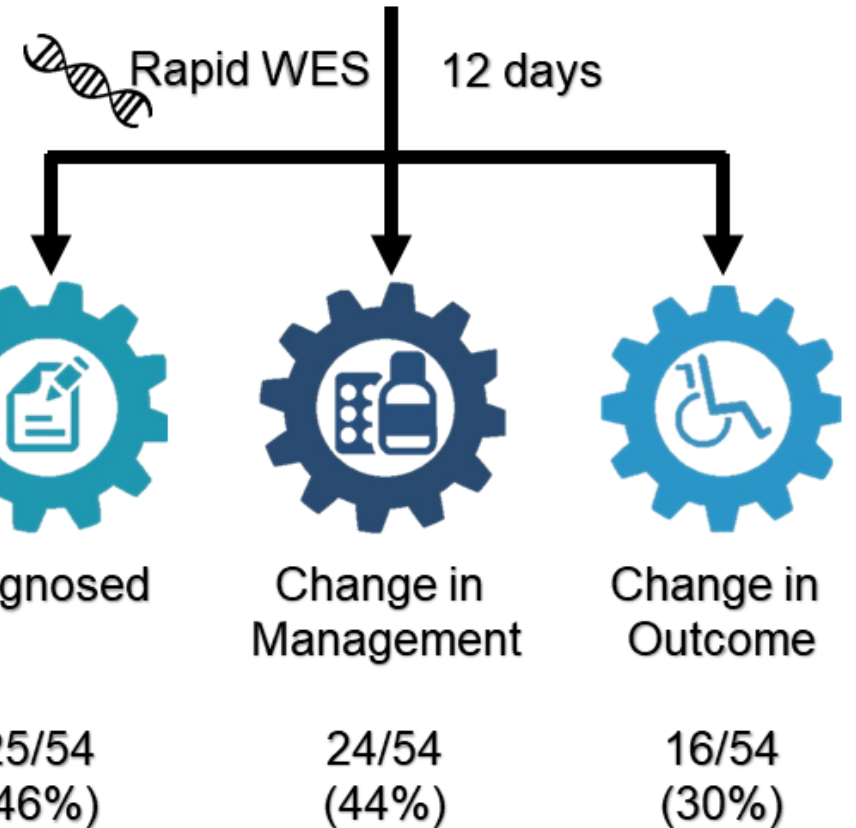 Rapid WES 12 days
gnosed
Change in
Management
Change in
Outcome
25/54
(46%)
24/54
(44%)
16/54
(30%)